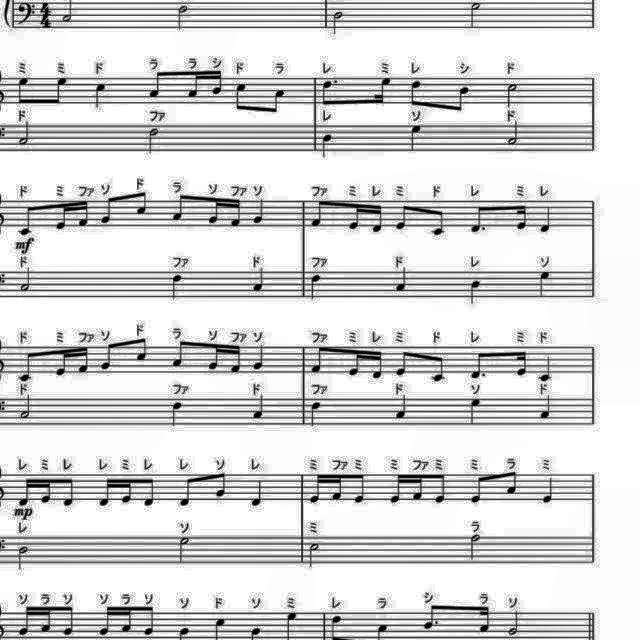 4 4
ミ ミ ド ラ ラ シ ド ラ レ ミ レ シ ド
ド ファ レ ソ ド
ド ミ ファ ソ ド ラ ソ ファ ソ ファ ミ レ ミ ド レ ミ レ
mf
ド ファ ド ファ ド レ ソ
ド ミ ファ ソ ド ラ ソ ファ ソ ファ ミ レ ミ ド レ ミ ド
ド ファ ド ファ ド ソ ド
レ ミ レ レ ミ レ レ ソ レ ミ ファ ミ ミ ファ ミ ミ ラ ミ
mp
レ ソ ミ ラ
ソ ラ ソ ソ ラ ソ ソ ド ソ ミ レ ラ シ ラ ソ